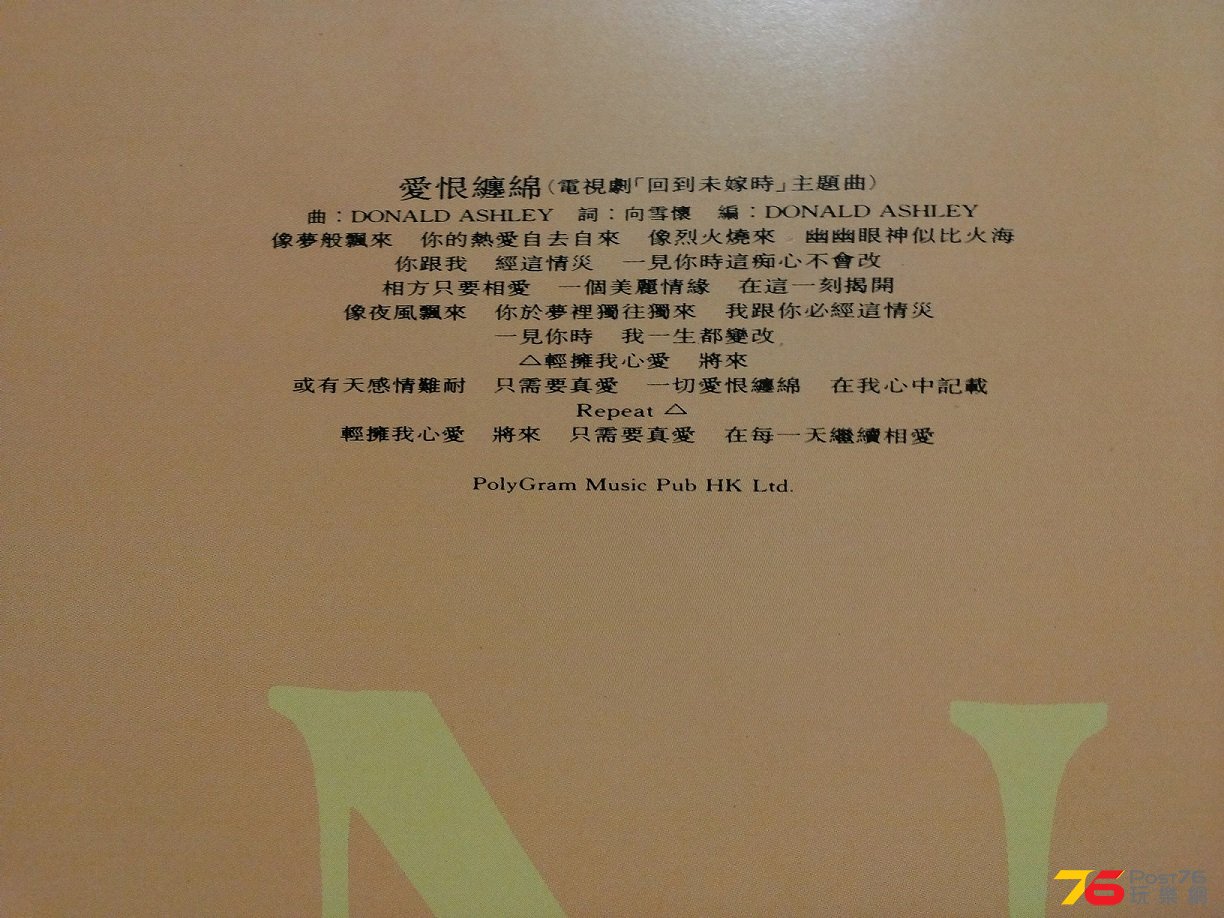 愛恨纏綿(電視劇「回到未嫁時」主題曲)
曲：DONALD ASHLEY　詞：向雪懷　編：DONALD ASHLEY
像夢般飄來　你的熱愛自去自來　像烈火燒來　幽幽眼神似比火海
你跟我　經這情災　一見你時這痴心不會改
相方只要相愛　一個美麗情緣　在這一刻揭開
像夜風飄來　你於夢裡獨往獨來　我跟你必經這情災
一見你時　我一生都變改
△輕擁我心愛　將來
或有天感情難耐　只需要真愛　一切愛恨纏綿　在我心中記載
Repeat △
輕擁我心愛　將來　只需要真愛　在每一天繼續相愛
PolyGram Music Pub HK Ltd.
N
76 Post76
玩樂網